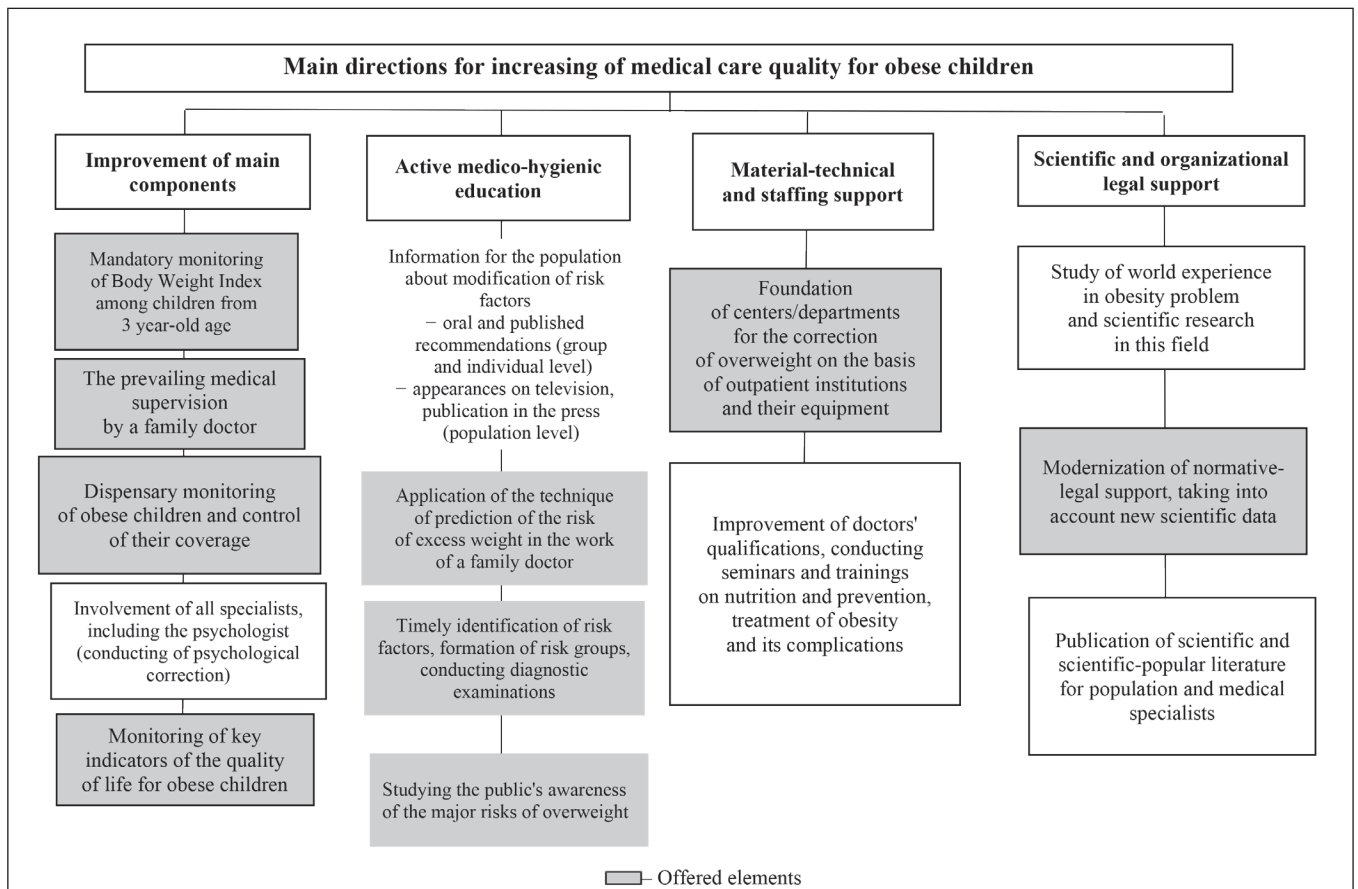 Main directions for increasing of medical care quality for obese children
Improvement of main
components
Mandatory monitoring
of Body Weight Index
among children from
3 year-old age
The prevailing medical
supervision
by a family doctor
Dispensary monitoring
of obese children and control
of their coverage
Involvement of all specialists,
including the psychologist
(conducting of psychological
correction)
Monitoring of key
indicators of the quality
of life for obese children
Active medico-hygienic
education
Information for the population
about modification of risk
factors
− oral and published
recommendations (group
and individual level)
− appearances on television,
publication in the press
(population level)
Application of the technique
of prediction of the risk
of excess weight in the work
of a family doctor
Timely identification of risk
factors, formation of risk groups,
conducting diagnostic
examinations
Studying the public's awareness
of the major risks of overweight
Material-technical
and staffing support
Foundation
of centers/departments
for the correction
of overweight on the basis
of outpatient institutions
and their equipment
Improvement of doctors'
qualifications, conducting
seminars and trainings
on nutrition and prevention,
treatment of obesity
and its complications
Scientific and organizational
legal support
Study of world experience
in obesity problem
and scientific research
in this field
Modernization of normative-
legal support, taking into
account new scientific data
Publication of scientific and
scientific-popular literature
for population and medical
specialists
– Offered elements